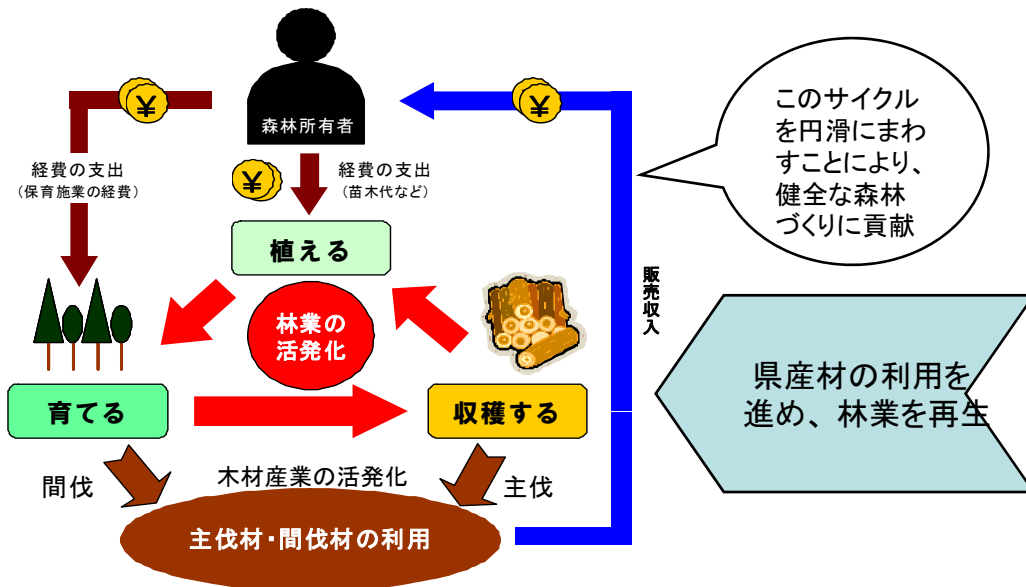 ¥
¥
森林所有者
このサイクル
を円滑にまわ
すことにより、
健全な森林
づくりに貢献
経費の支出
(保育施業の経費)
¥
経費の支出
(苗木代など)
植える
林業の
活発化
販売収入
県産材の利用を
進め、林業を再生
育てる
収穫する
間伐
木材産業の活発化
主伐
主伐材・間伐材の利用